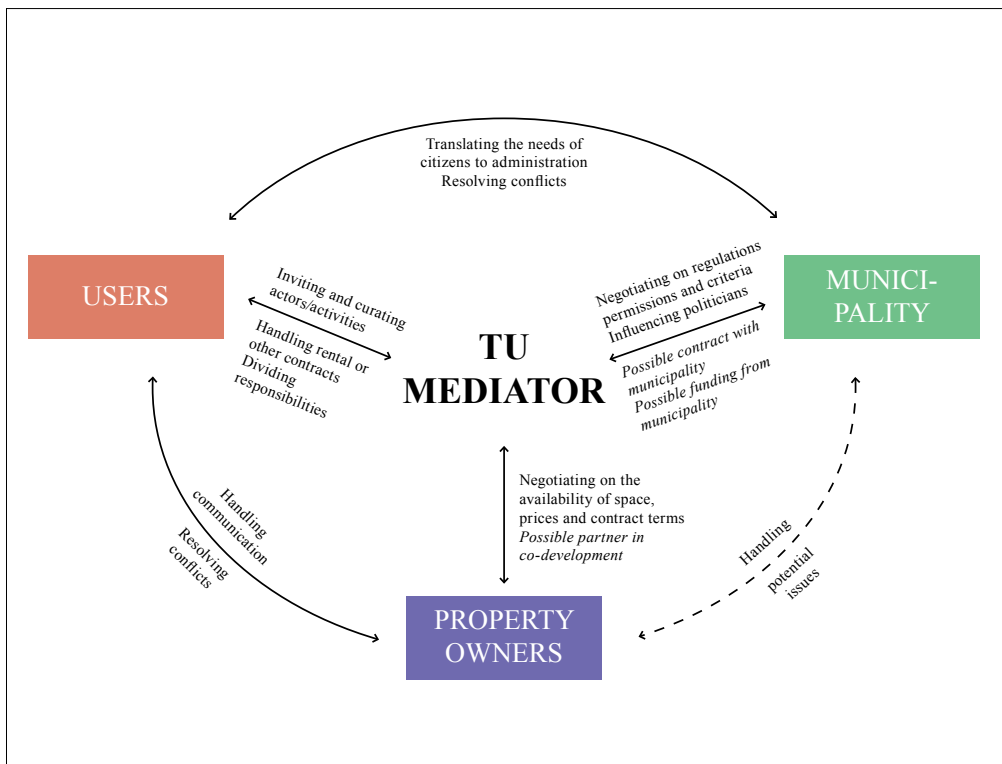 Translating the needs of
citizens to administration
Resolving conflicts
USERS
Inviting and curating
actors/activities
Handling rental or
other contracts
Dividing
responsibilities
TU
MEDIATOR
Negotiating on regulations
permissions and criteria
Influencing politicians
Possible contract with
municipality
Possible funding from
municipality
MUNICI-
PALITY
Handling
communication
Resolving
conflicts
Negotiating on the
availability of space,
prices and contract terms
Possible partner in
co-development
Handling
potential
issues
PROPERTY
OWNERS